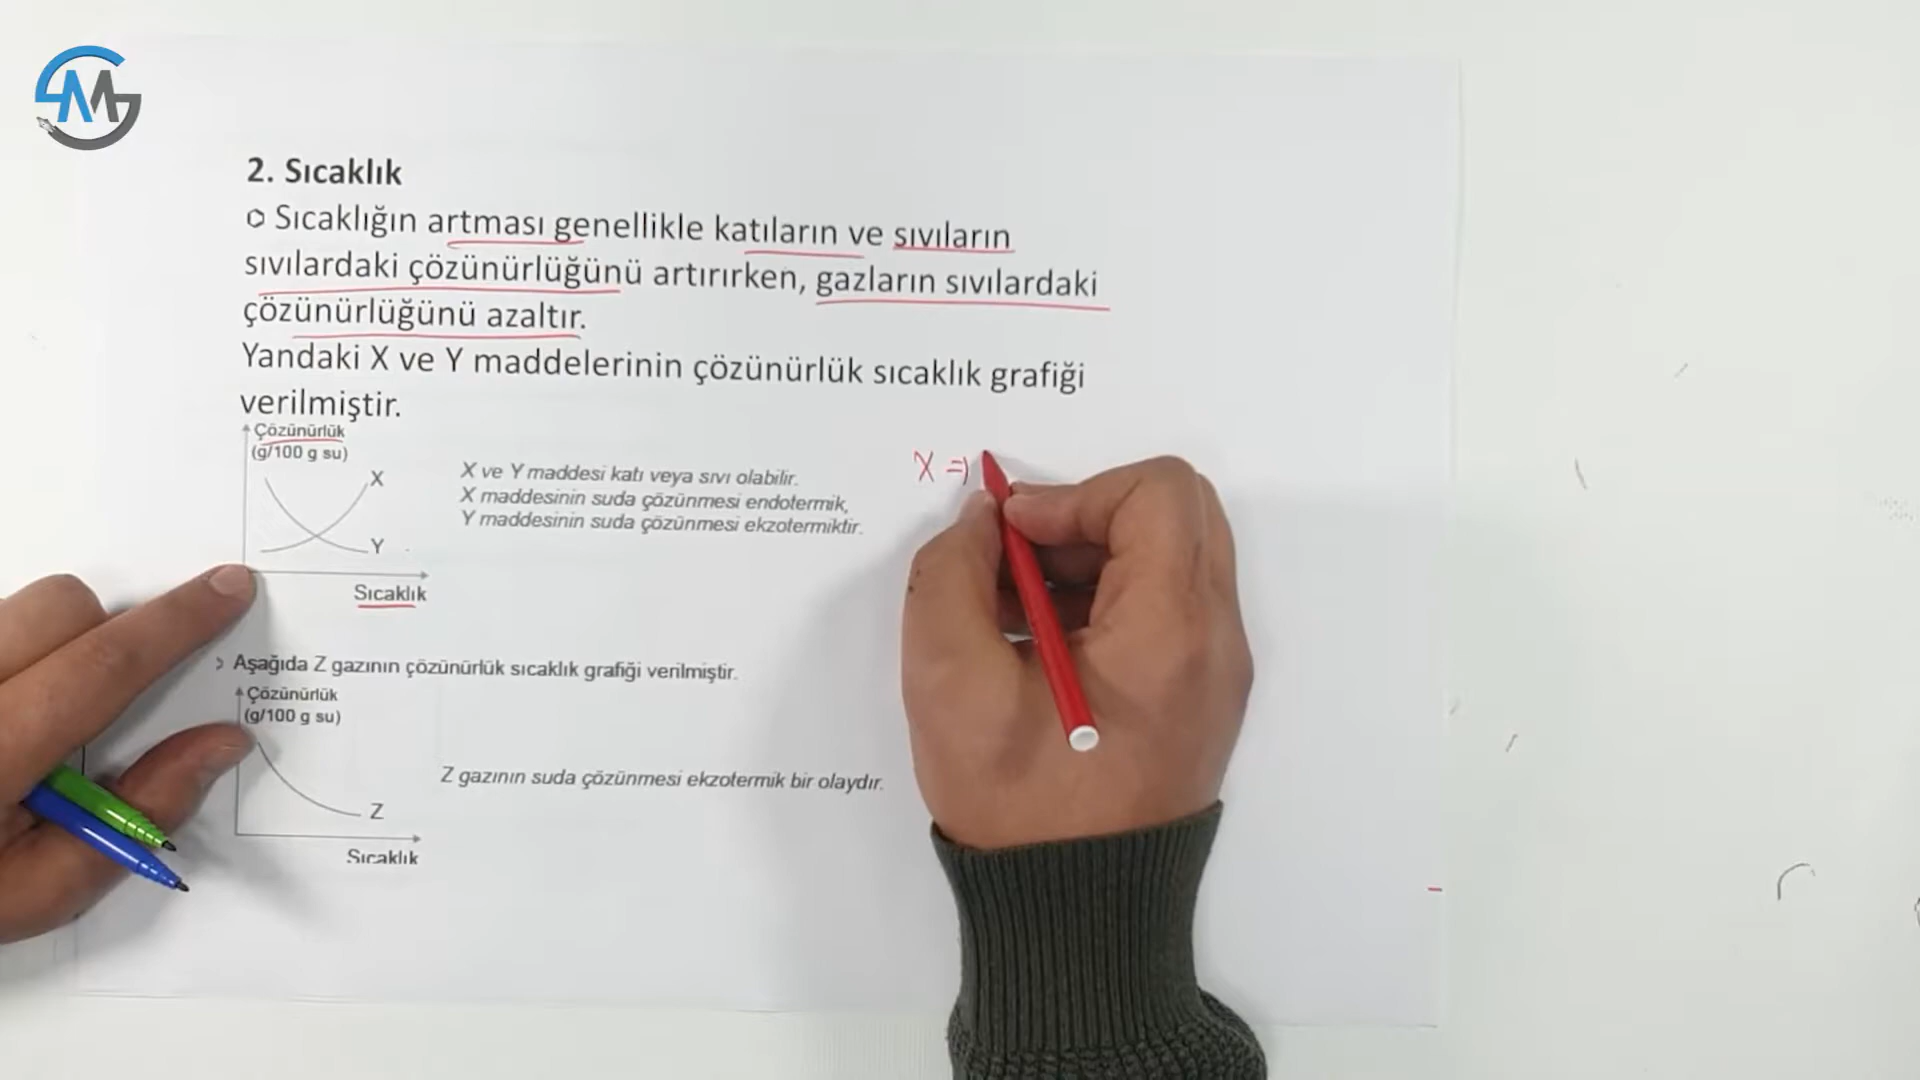 2. Sıcaklık
Sıcaklığın artması genellikle katıların ve sıvıların
sıvılardaki çözünürlüğünü artırırken, gazların sıvılardaki
çözünürlüğünü azaltır.
Yandaki X ve Y maddelerinin çözünürlük sıcaklık grafiği
verilmiştir.
Çözünürlük
(g/100 g su)
X
Y
Sıcaklık
X ve Y maddesi katı veya sıvı olabilir.
X maddesinin suda çözünmesi endotermik,
Y maddesinin suda çözünmesi ekzotermiktir.
X ⇒
Aşağıda Z gazının çözünürlük sıcaklık grafiği verilmiştir.
Çözünürlük
(g/100 g su)
Z
Sıcaklık
Z gazının suda çözünmesi ekzotermik bir olaydır.